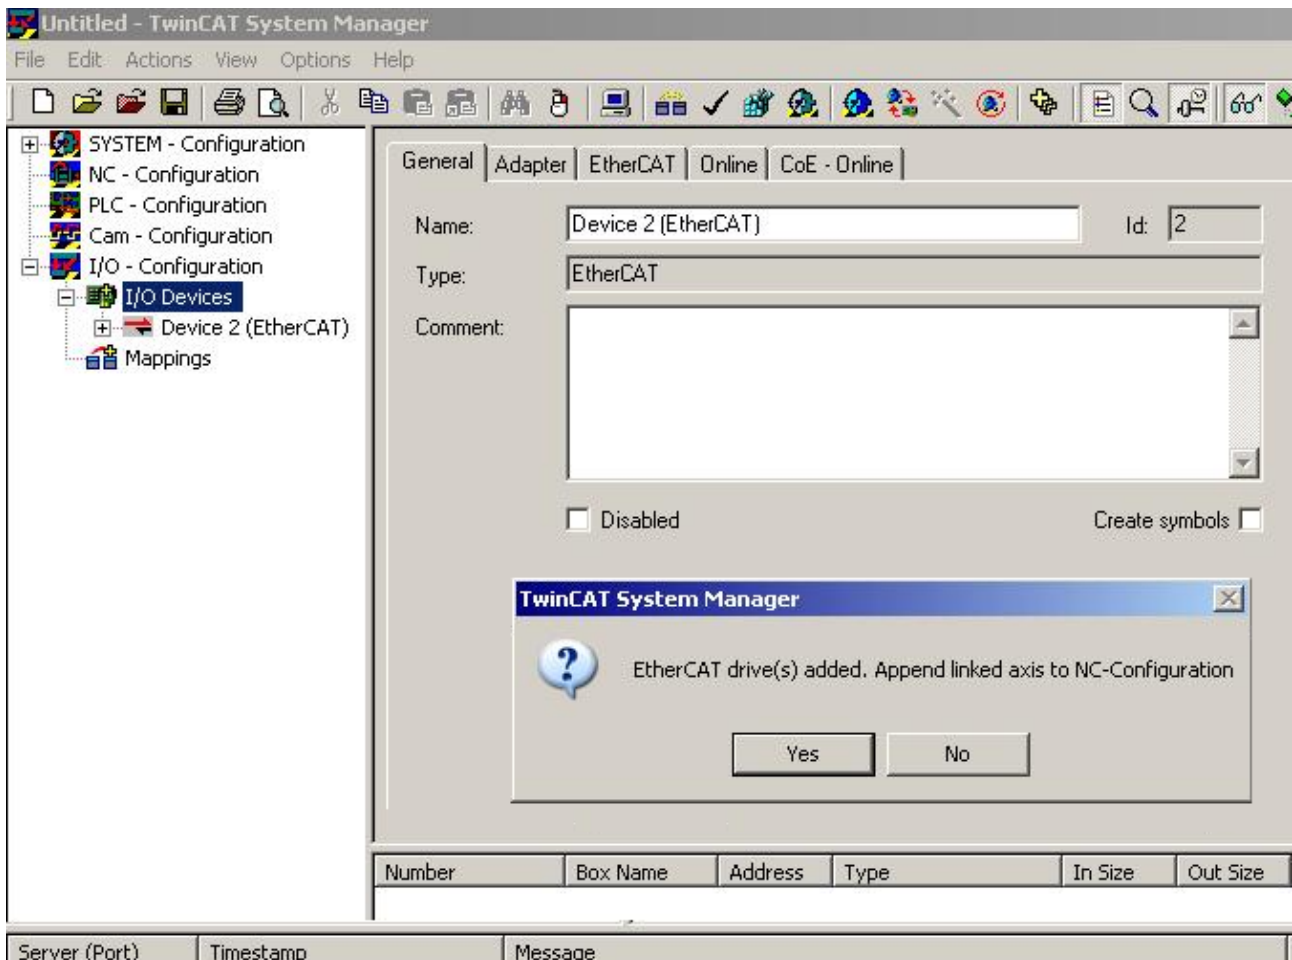 Untitled - TwinCAT System Manager
File Edit Actions View Options Help
SYSTEM - Configuration
NC - Configuration
PLC - Configuration
Cam - Configuration
I/O - Configuration
I/O Devices
Device 2 (EtherCAT)
Mappings
General Adapter EtherCAT Online CoE - Online
Name: Device 2 (EtherCAT) Id: 2
Type: EtherCAT
Comment:
Disabled Create symbols
TwinCAT System Manager
EtherCAT drive(s) added. Append linked axis to NC-Configuration
Yes No
Number Box Name Address Type In Size Out Size
Server (Port) Timestamp Message